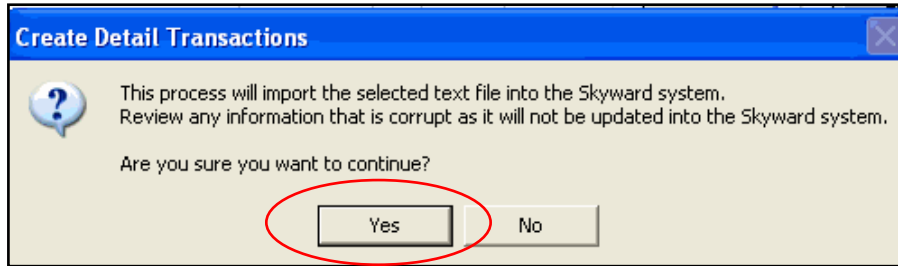 Create Detail Transactions
This process will import the selected text file into the Skyward system.
Review any information that is corrupt as it will not be updated into the Skyward system.
Are you sure you want to continue?
Yes
No